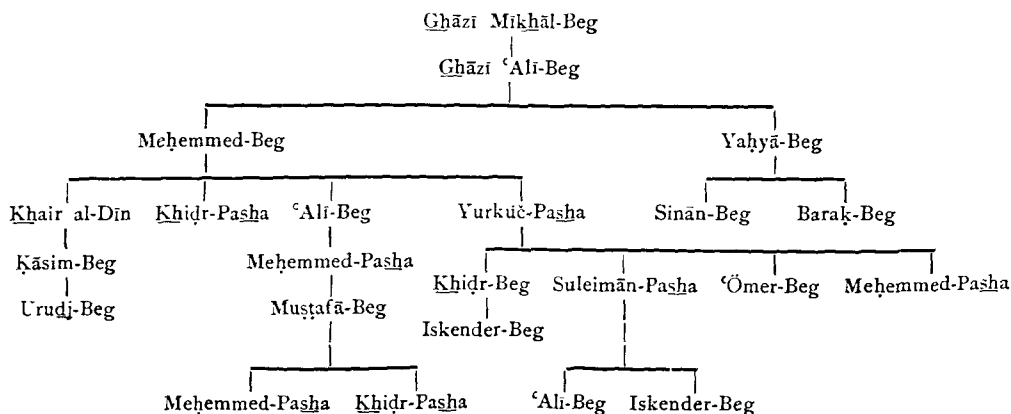 Ghāzī Mīkhāl-Beg
Ghāzī ʿAlī-Beg
Meḥemmed-Beg Yaḥyā-Beg
Khair al-Dīn Khiḍr-Pasha ʿAlī-Beg Yurkuč-Pasha Sinān-Beg Baraḳ-Beg
Ḳāsim-Beg Meḥemmed-Pasha Khiḍr-Beg Suleimān-Pasha ʿÖmer-Beg Meḥemmed-Pasha
Urudj-Beg Muṣṭafā-Beg Iskender-Beg
Meḥemmed-Pasha Khiḍr-Pasha ʿAlī-Beg Iskender-Beg